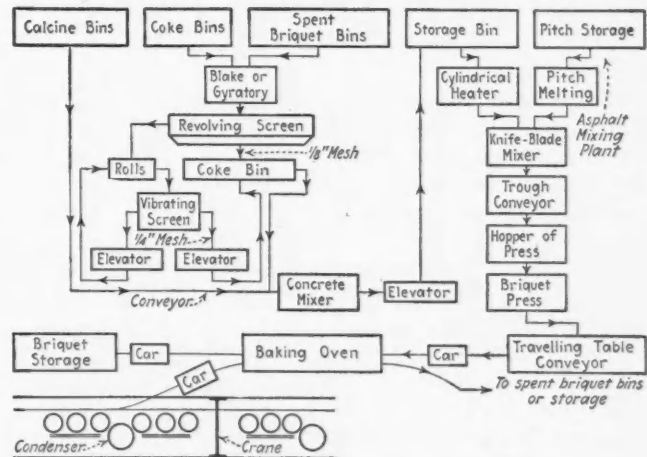 Calcine Bins
Coke Bins
Spent
Briquet Bins
Storage Bin
Pitch Storage
Blake or
Gyratory
Cylindrical
Heater
Pitch
Melting
Revolving Screen
Asphalt
Mixing
Plant
1/8" Mesh
Knife-Blade
Mixer
Rolls
Coke Bin
Trough
Conveyor
Vibrating
Screen
1/4" Mesh
Hopper of
Press
Elevator
Elevator
Briquet
Press
Concrete
Mixer
Elevator
Conveyor
Briquet
Storage
Car
Baking Oven
Car
Travelling Table
Conveyor
Car
To spent briquet bins
or storage
Condenser
Crane